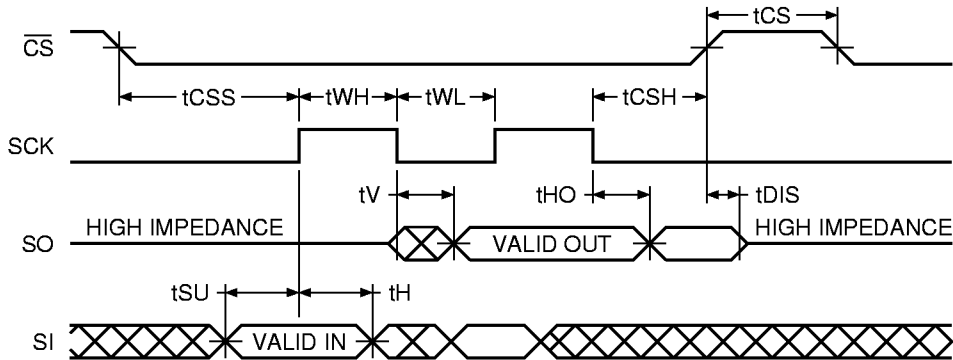 CS
tCS
tCSS
tWH
tWL
tCSH
SCK
tV
tHO
tDIS
SO
HIGH IMPEDANCE
VALID OUT
HIGH IMPEDANCE
tSU
tH
SI
VALID IN